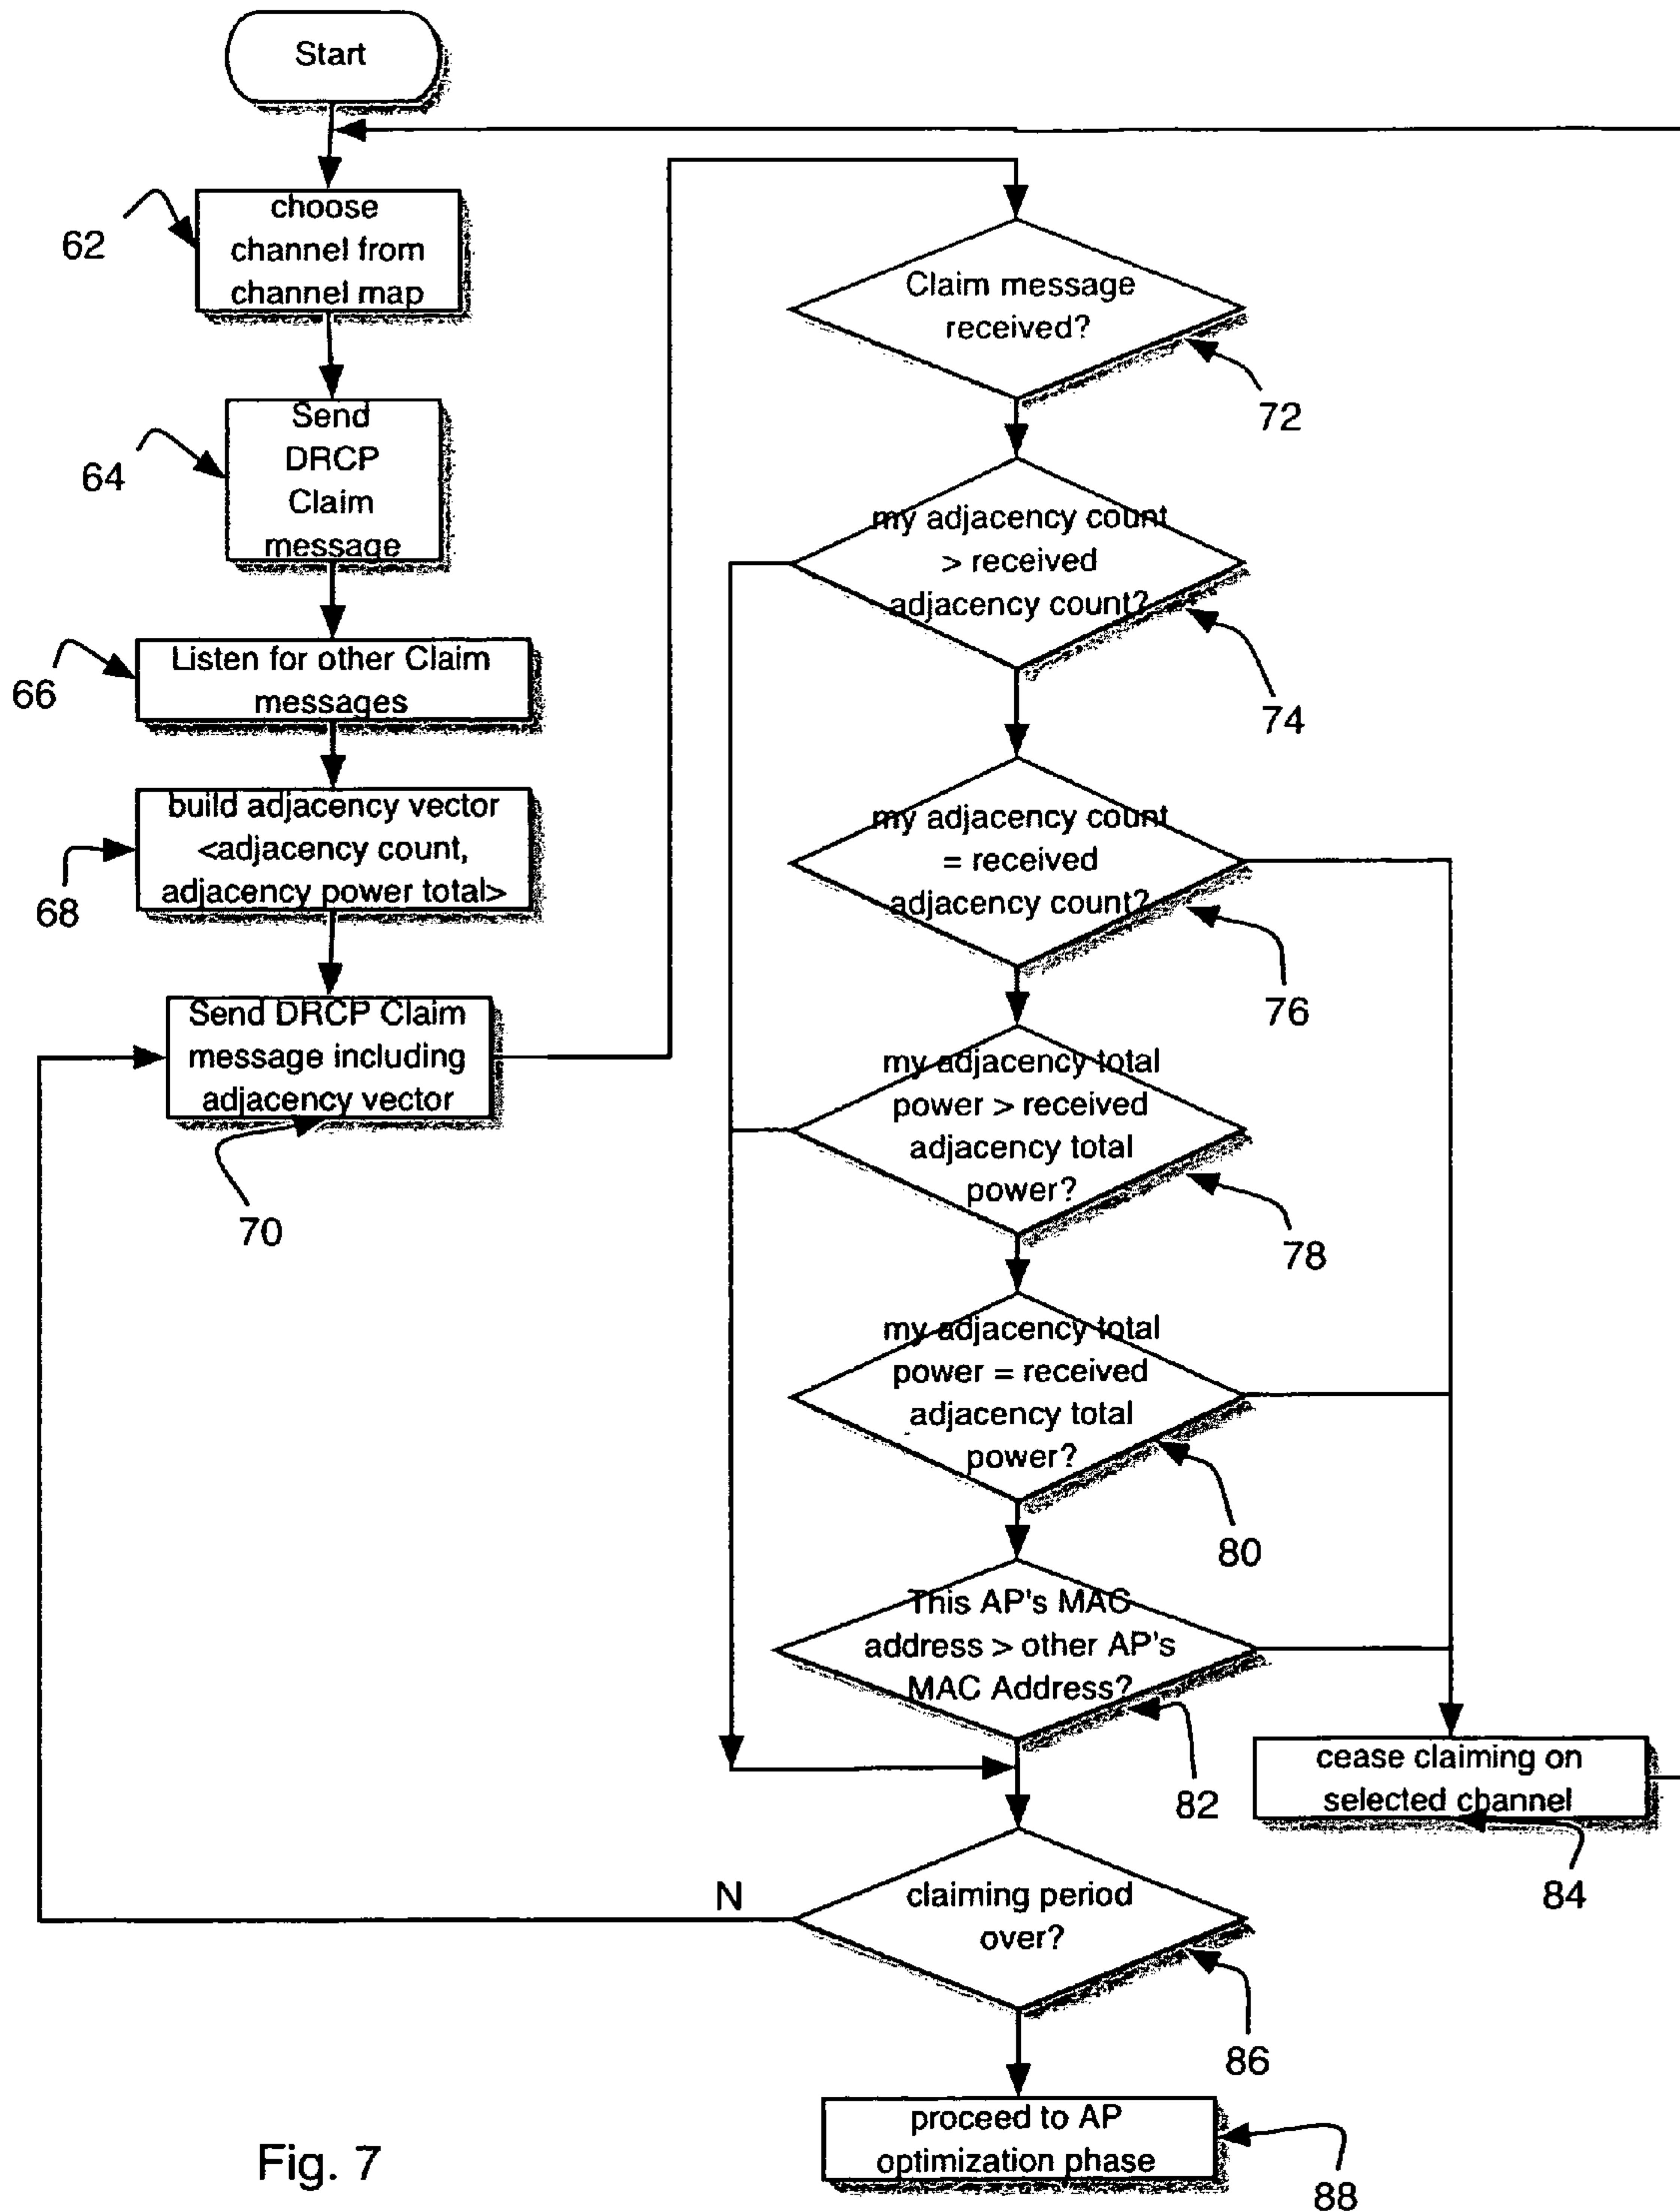 Start
choose
channel from
channel map
62
Send
DRCP
Claim
message
64
Listen for other Claim
messages
66
build adjacency vector
<adjacency count,
adjacency power total>
68
Send DRCP Claim
message including
adjacency vector
70
Claim message
received?
72
my adjacency count
> received
adjacency count?
74
my adjacency count
= received
adjacency count?
76
my adjacency total
power > received
adjacency total
power?
78
my adjacency total
power = received
adjacency total
power?
80
This AP's MAC
address > other AP's
MAC Address?
82
cease claiming on
selected channel
84
N
claiming period
over?
86
proceed to AP
optimization phase
88
Fig. 7